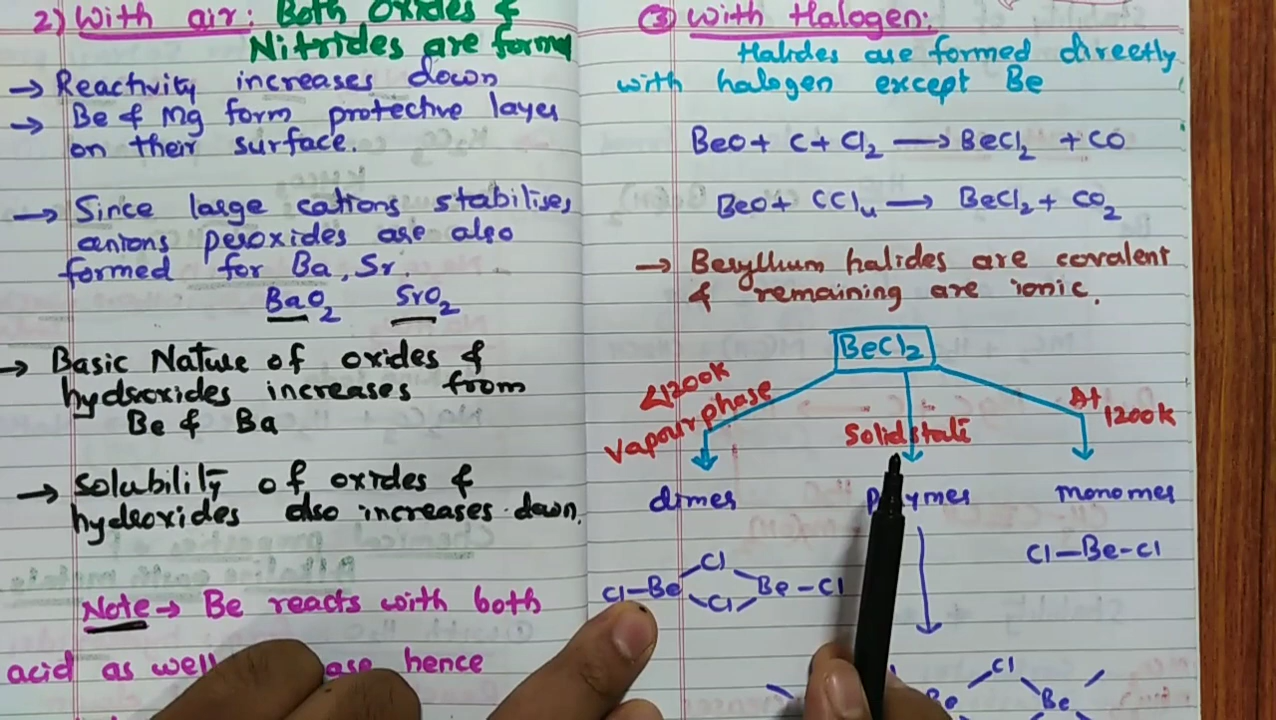 2) With air: Both Oxides &
Nitrides are formed
→ Reactivity increases down
→ Be & Mg form protective layer
on their surface.
→ Since large cations stabilises
anions peroxides are also
formed for Ba, Sr.
BaO2 SrO2
→ Basic Nature of oxides &
hydroxides increases from
Be & Ba
→ Solubility of oxides &
hydroxides also increases down.
Note → Be reacts with both
acid as well hence
③ With Halogen:
Halides are formed directly
with halogen except Be
BeO + C + Cl2 → BeCl2 + CO
BeO + CCl4 → BeCl2 + CO2
→ Beryllium halides are covalent
& remaining are ionic.
BeCl2
<1200k
Vapour phase
Solid state
At
1200k
dimer polymer monomer
Cl-Be-Cl
Cl
Cl-Be Be-Cl
Cl
Cl
Be Be